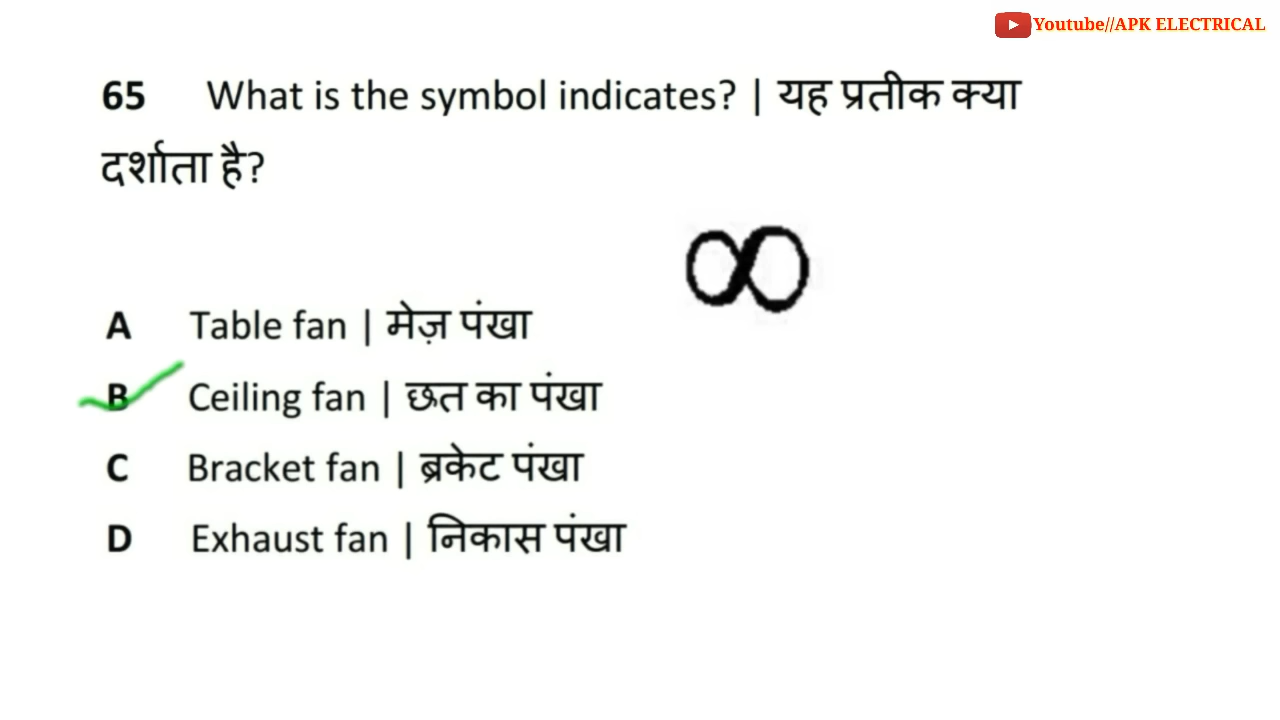 Youtube//APK ELECTRICAL
65 What is the symbol indicates? | यह प्रतीक क्या
दर्शाता है?
∞
A Table fan | मेज़ पंखा
B Ceiling fan | छत का पंखा
C Bracket fan | ब्रकेट पंखा
D Exhaust fan | निकास पंखा